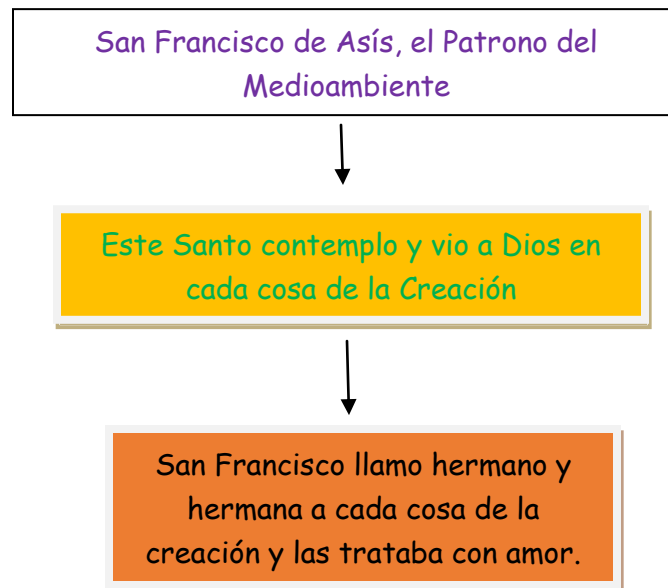 San Francisco de Asís, el Patrono del
Medioambiente
Este Santo contemplo y vio a Dios en
cada cosa de la Creación
San Francisco llamo hermano y
hermana a cada cosa de la
creación y las trataba con amor.